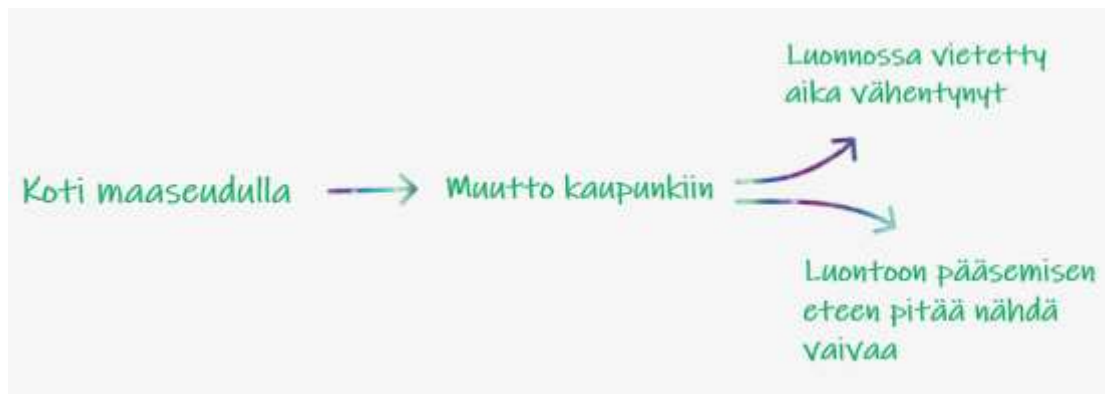 Luonnossa vietetty
aika vähentynyt
Koti maaseudulla
Muutto kaupunkiin
Luontoon pääsemisen
eteen pitää nähdä
vaivaa